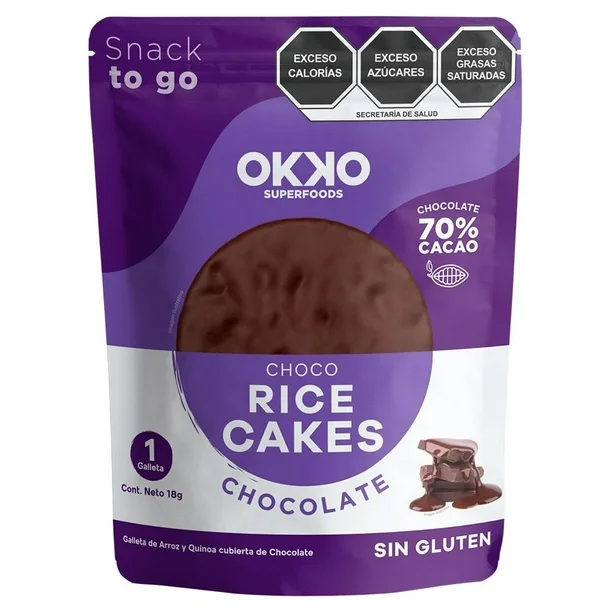 Snack
to go
EXCESO
CALORÍAS
EXCESO
AZÚCARES
EXCESO
GRASAS
SATURADAS
SECRETARÍA DE SALUD
OKKO
SUPERFOODS
CHOCOLATE
70%
CACAO
CHOCO
RICE
CAKES
CHOCOLATE
1
Galleta
Cont. Neto 18g
Galleta de Arroz y Quinoa cubierta de Chocolate
SIN GLUTEN